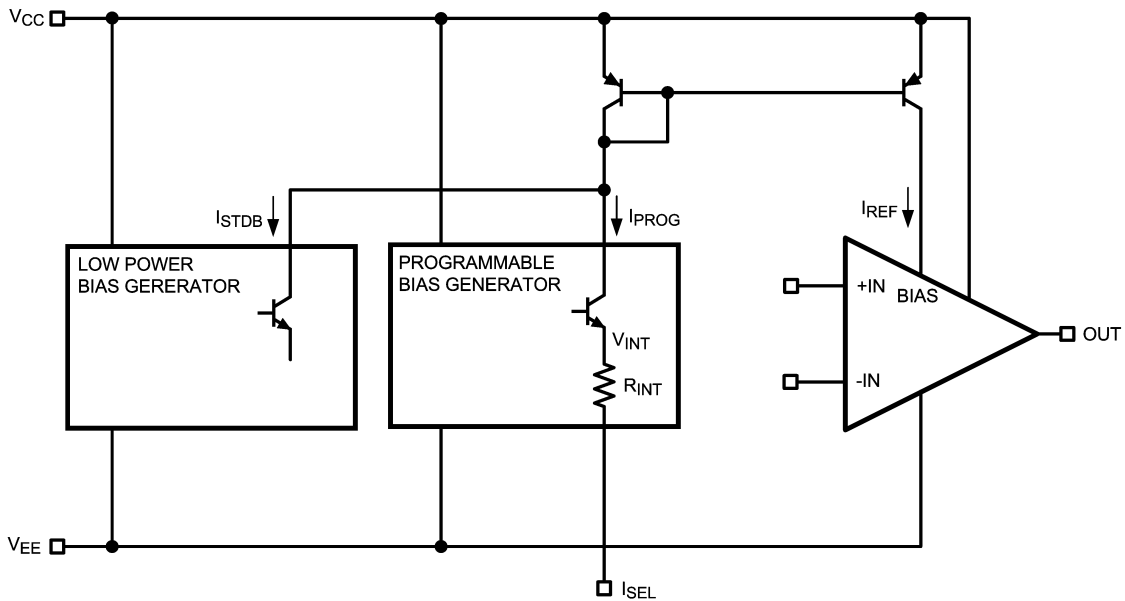 VCC
ISTDB
IPROG
IREF
LOW POWER
BIAS GERERATOR
PROGRAMMABLE
BIAS GENERATOR
+IN
BIAS
VINT
OUT
RINT
-IN
VEE
ISEL